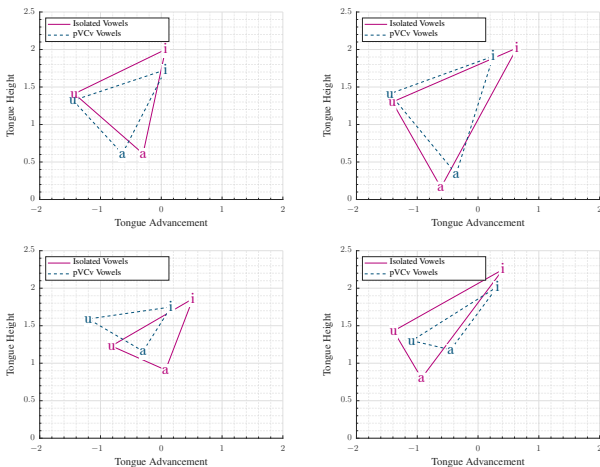 2.5
Isolated Vowels
pVCv Vowels
2
1.5
1
0.5
0
i
i
u
u
a
a
−2 −1 0 1 2
Tongue Height
Tongue Advancement
2.5
Isolated Vowels
pVCv Vowels
2
1.5
1
0.5
0
i
i
u
u
a
a
−2 −1 0 1 2
Tongue Height
Tongue Advancement
2.5
Isolated Vowels
pVCv Vowels
2
1.5
1
0.5
0
i
i
u
u
a
a
−2 −1 0 1 2
Tongue Height
Tongue Advancement
2.5
Isolated Vowels
pVCv Vowels
2
1.5
1
0.5
0
i
i
u
u
a
a
−2 −1 0 1 2
Tongue Height
Tongue Advancement